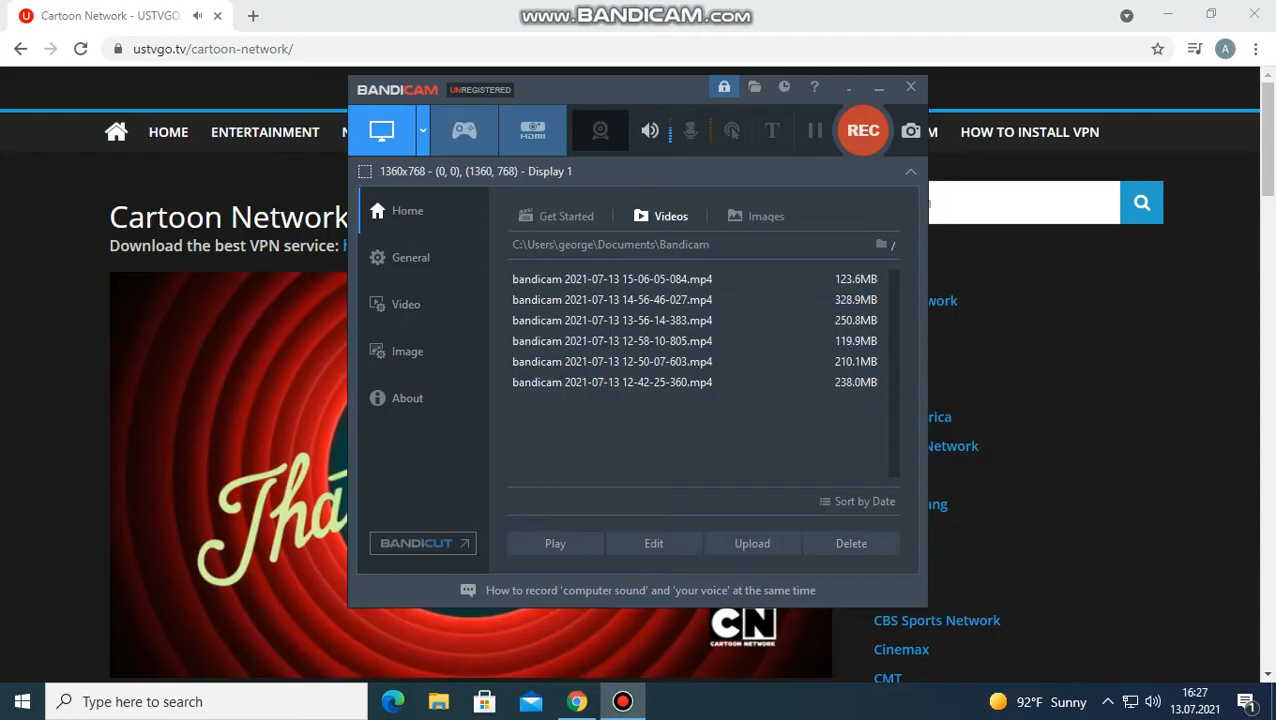 Cartoon Network - USTVGO.
www.BANDICAM.com
ustvgo.tv/cartoon-network/
A
BANDICAM UNREGISTERED
HOME
ENTERTAINMENT
N
REC
M
HOW TO INSTALL VPN
1360x768 - (0, 0), (1360, 768) - Display 1
Cartoon Network
Download the best VPN service: h
Home
General
Video
Image
About
BANDICUT
Get Started
Videos
Images
C:\Users\george\Documents\Bandicam
/
bandicam 2021-07-13 15-06-05-084.mp4 123.6MB
bandicam 2021-07-13 14-56-46-027.mp4 328.9MB
bandicam 2021-07-13 13-56-14-383.mp4 250.8MB
bandicam 2021-07-13 12-58-10-805.mp4 119.9MB
bandicam 2021-07-13 12-50-07-603.mp4 210.1MB
bandicam 2021-07-13 12-42-25-360.mp4 238.0MB
Sort by Date
Play
Edit
Upload
Delete
How to record 'computer sound' and 'your voice' at the same time
work
rica
Network
ang
CBS Sports Network
Cinemax
CMT
Tha
CN
CARTOON NETWORK
Type here to search
92°F Sunny
16:27
13.07.2021
1